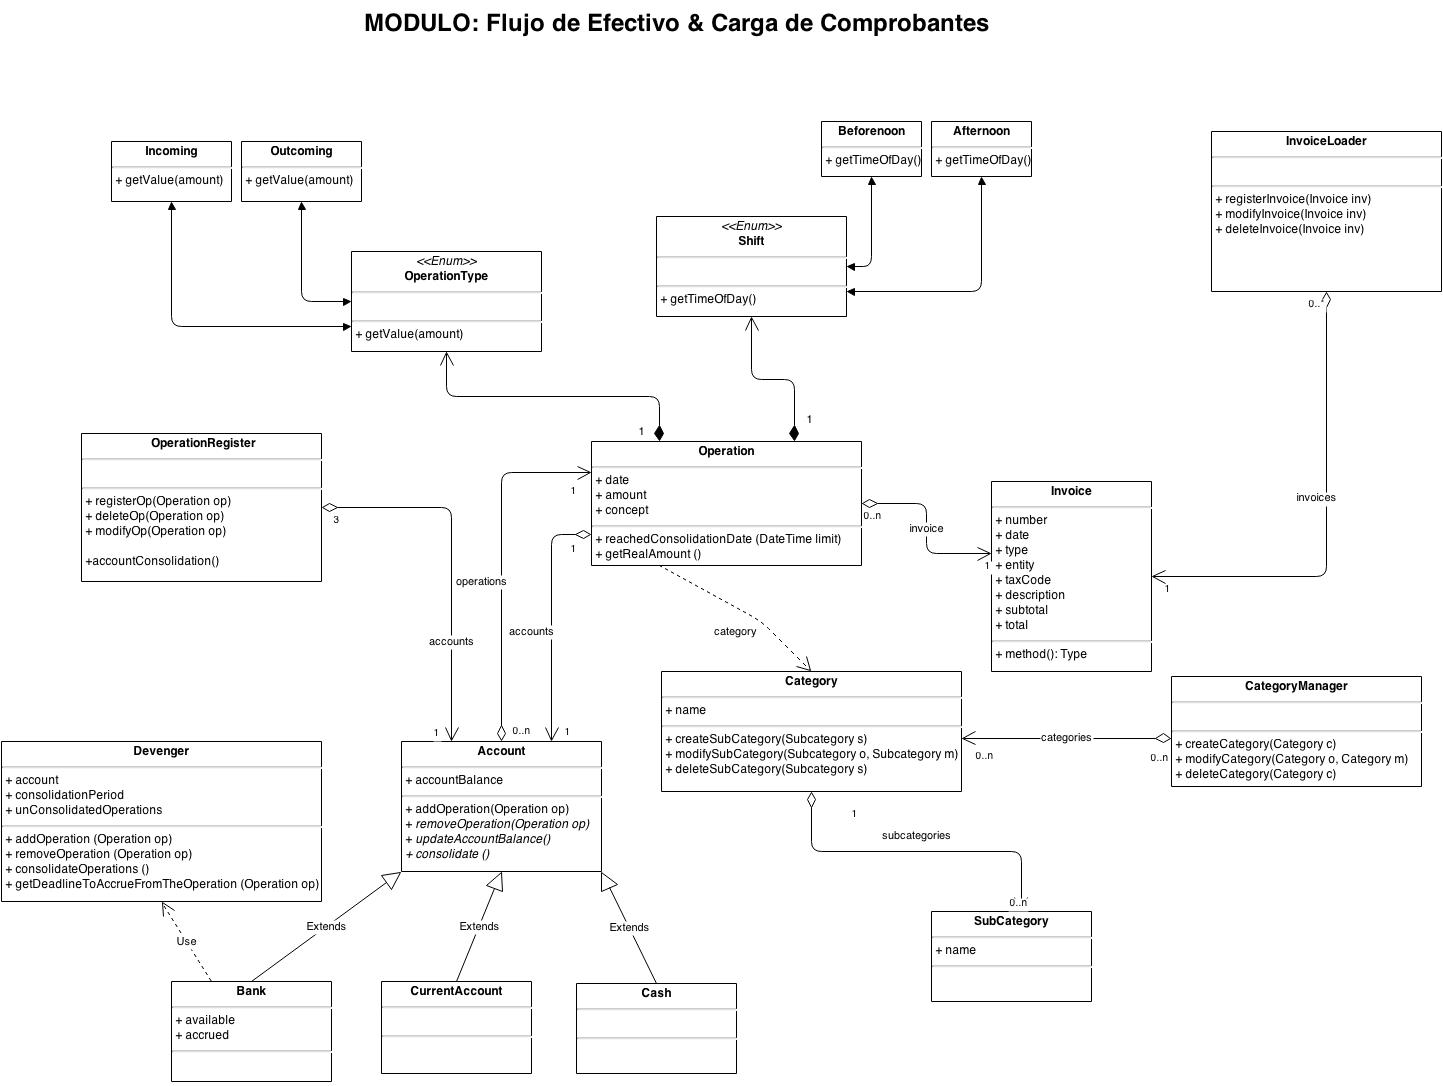 MODULO: Flujo de Efectivo & Carga de Comprobantes
Incoming
+ getValue(amount)
Outcoming
+ getValue(amount)
Beforenoon
+ getTimeOfDay()
Afternoon
+ getTimeOfDay()
InvoiceLoader
+ registerInvoice(Invoice inv)
+ modifyInvoice(Invoice inv)
+ deleteInvoice(Invoice inv)
<<Enum>>
OperationType
+ getValue(amount)
<<Enum>>
Shift
+ getTimeOfDay()
0..*
1
1
OperationRegister
+ registerOp(Operation op)
+ deleteOp(Operation op)
+ modifyOp(Operation op)
+accountConsolidation()
3
Operation
+ date
+ amount
+ concept
+ reachedConsolidationDate (DateTime limit)
+ getRealAmount ()
1
1
0..n
invoice
1
Invoice
+ number
+ date
+ type
+ entity
+ taxCode
+ description
+ subtotal
+ total
+ method(): Type
invoices
1
operations
accounts
accounts
category
1
0..n
1
Category
+ name
+ createSubCategory(Subcategory s)
+ modifySubCategory(Subcategory o, Subcategory m)
+ deleteSubCategory(Subcategory s)
categories
0..n
0..n
CategoryManager
+ createCategory(Category c)
+ modifyCategory(Category o, Category m)
+ deleteCategory(Category c)
Devenger
+ account
+ consolidationPeriod
+ unConsolidatedOperations
+ addOperation (Operation op)
+ removeOperation (Operation op)
+ consolidateOperations ()
+ getDeadlineToAccrueFromTheOperation (Operation op)
Account
+ accountBalance
+ addOperation(Operation op)
+ removeOperation(Operation op)
+ updateAccountBalance()
+ consolidate ()
1
subcategories
0..n
SubCategory
+ name
Use
Extends
Extends
Extends
Bank
+ available
+ accrued
CurrentAccount
Cash